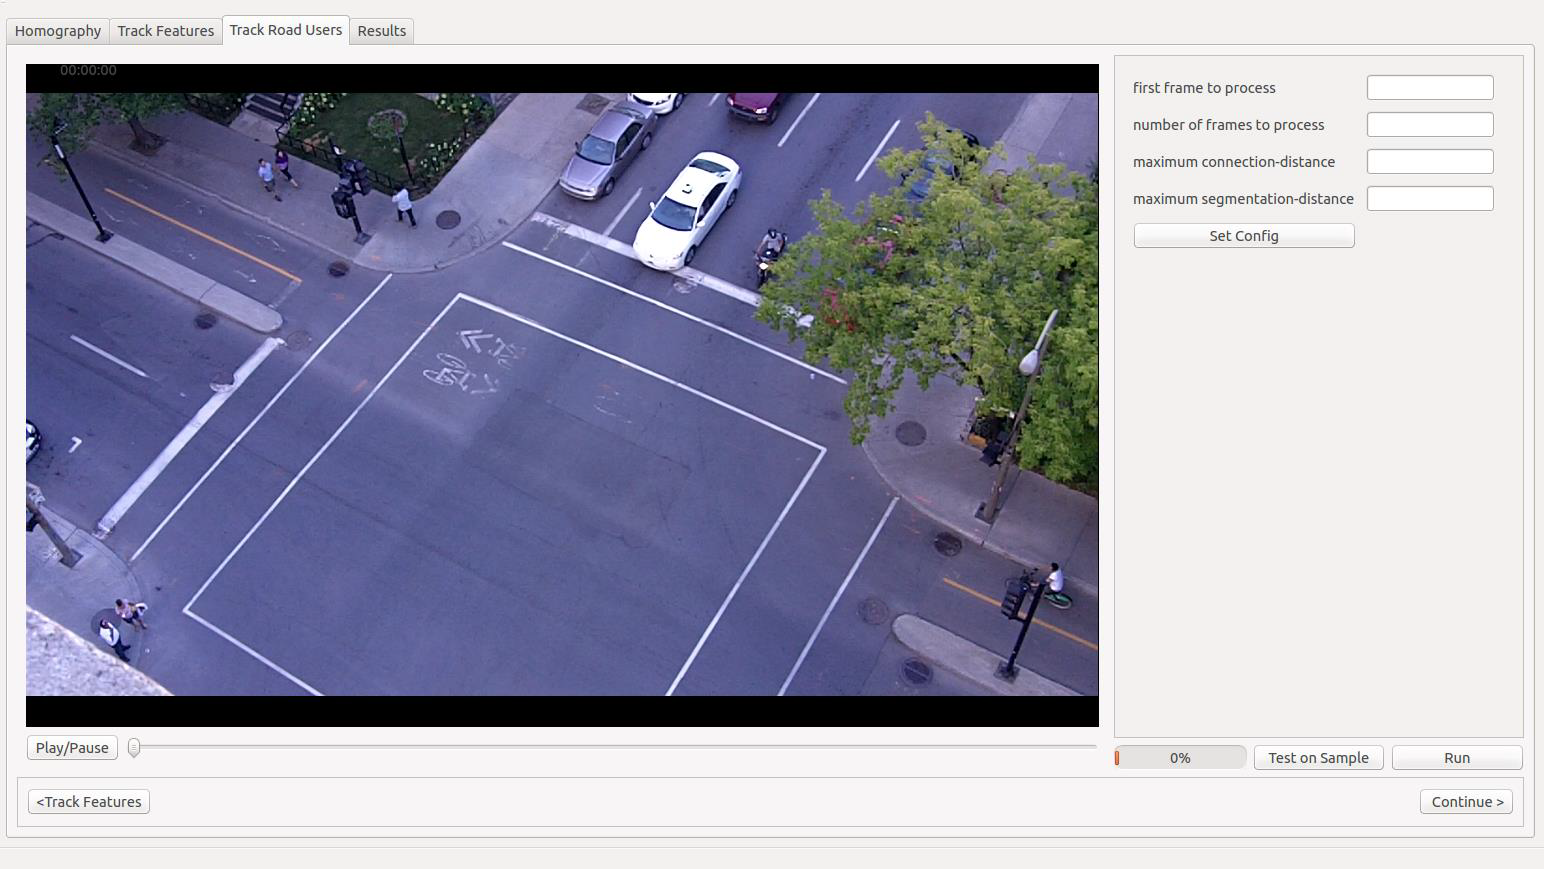 Homography
Track Features
Track Road Users
Results
00:00:00
first frame to process
number of frames to process
maximum connection-distance
maximum segmentation-distance
Set Config
Play/Pause
0%
Test on Sample
Run
<Track Features
Continue >